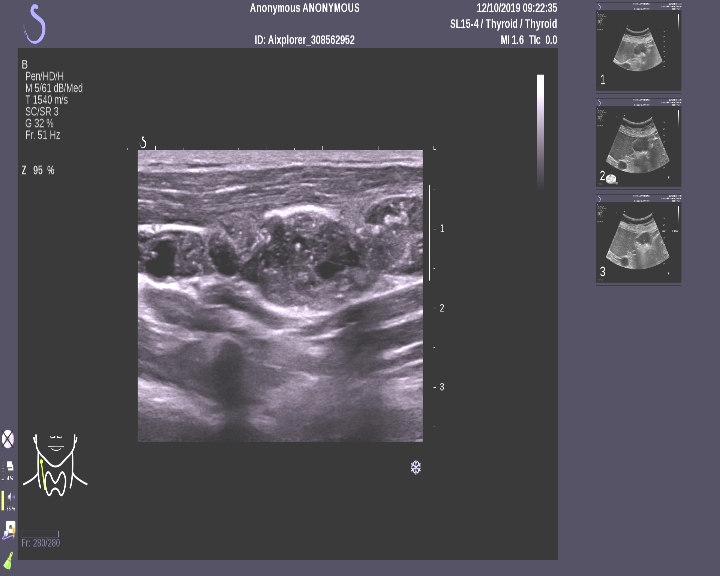 Anonymous ANONYMOUS
12/10/2019 09:22:35
SL15-4 / Thyroid / Thyroid
ID: Aixplorer_308562952
MI 1.6 TIc 0.0
B
Pen/HD/H
M 5/61 dB/Med
T 1540 m/s
SC/SR 3
G 32 %
Fr. 51 Hz
Z 95 %
S
1
2
3
1
2
3
Fr: 280/280